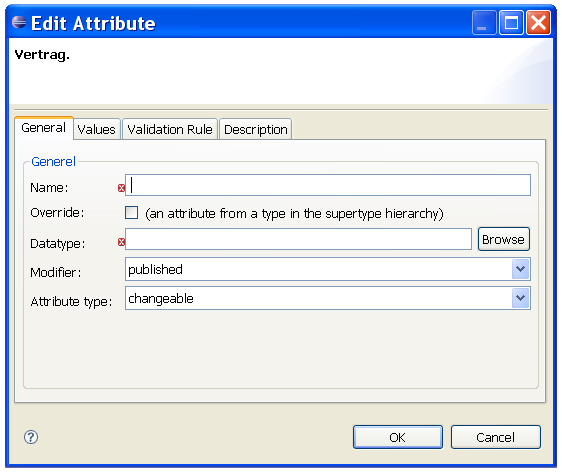 Edit Attribute
Vertrag.
General Values Validation Rule Description
Generel
Name:
Override: (an attribute from a type in the supertype hierarchy)
Datatype: Browse
Modifier: published
Attribute type: changeable
OK Cancel